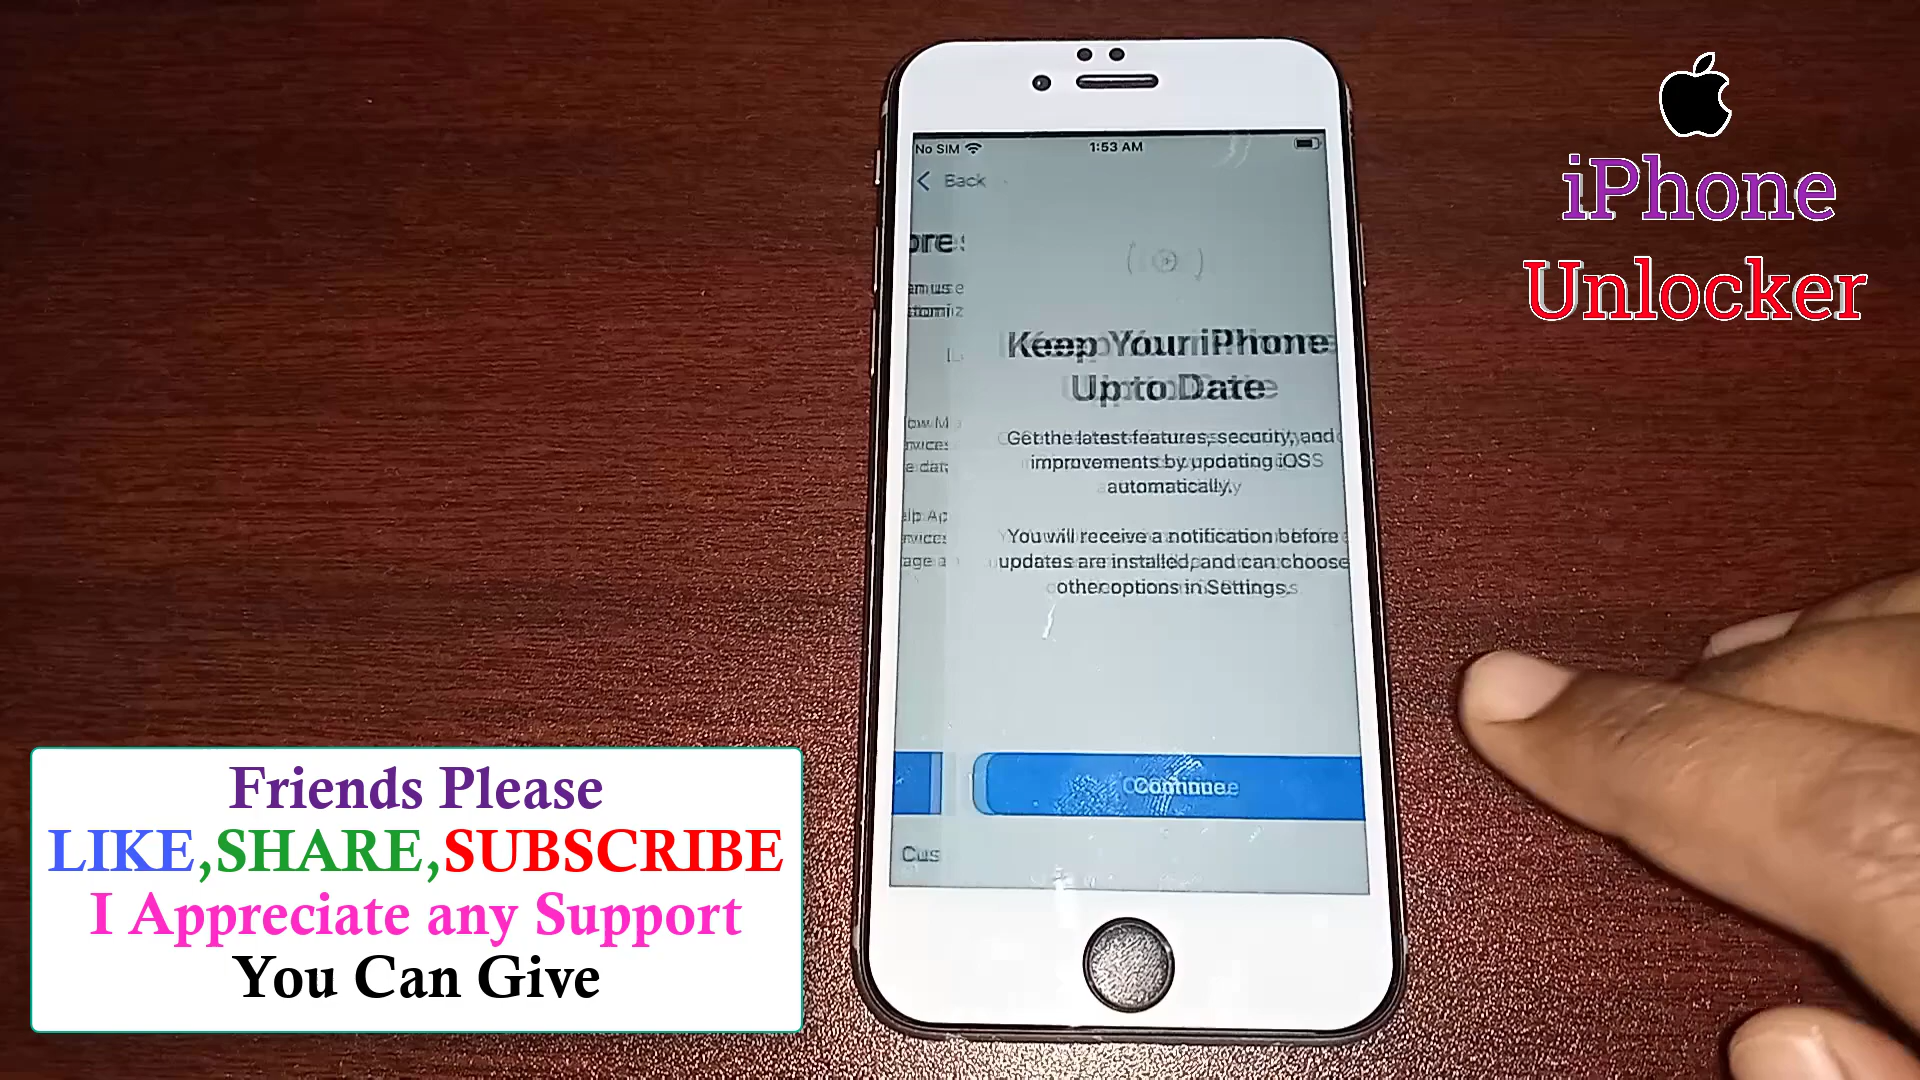 No SIM
1:53 AM
Back
Keep Your iPhone
Up to Date
Get the latest features, security, and
improvements by updating iOS
automatically.
You will receive a notification before
updates are installed, and can choose
other options in Settings.
Continue
Cus
iPhone
Unlocker
Friends Please
LIKE,SHARE,SUBSCRIBE
I Appreciate any Support
You Can Give